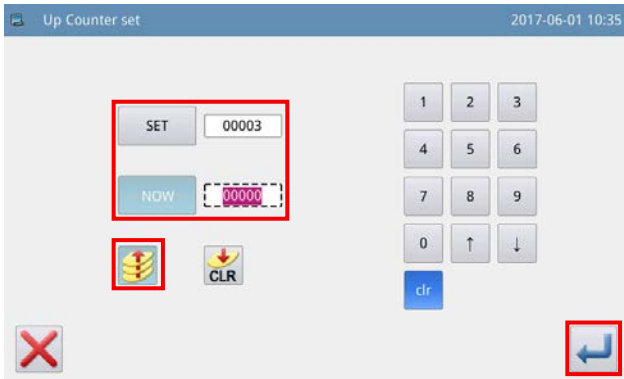 Up Counter set 2017-06-01 10:35
SET 00003
NOW 00000
CLR
1 2 3
4 5 6
7 8 9
0 ↑ ↓
clr